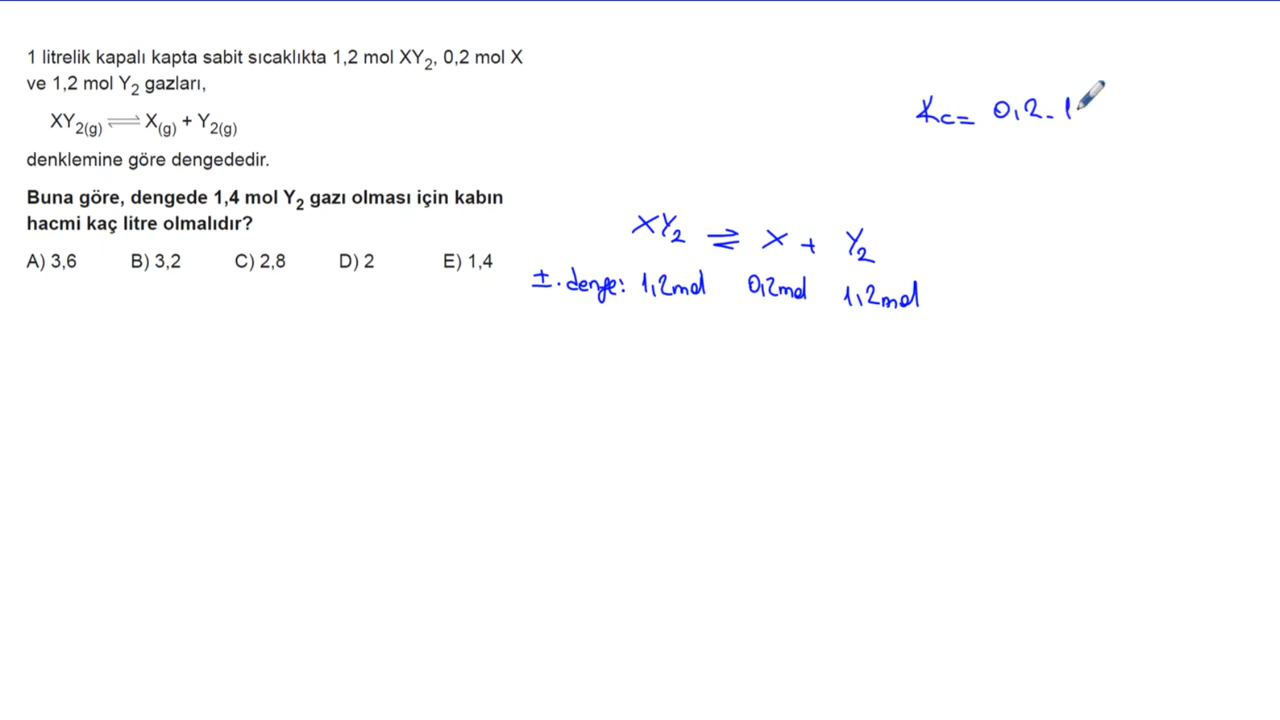 1 litrelik kapalı kapta sabit sıcaklıkta 1,2 mol XY₂, 0,2 mol X
ve 1,2 mol Y₂ gazları,
XY₂(g) ⇌ X(g) + Y₂(g)
denklemine göre dengededir.
Buna göre, dengede 1,4 mol Y₂ gazı olması için kabın
hacmi kaç litre olmalıdır?
A) 3,6 B) 3,2 C) 2,8 D) 2 E) 1,4
Kc= 0,2.1
XY₂ ⇌ X + Y₂
I. denge: 1,2mol 0,2mol 1,2mol